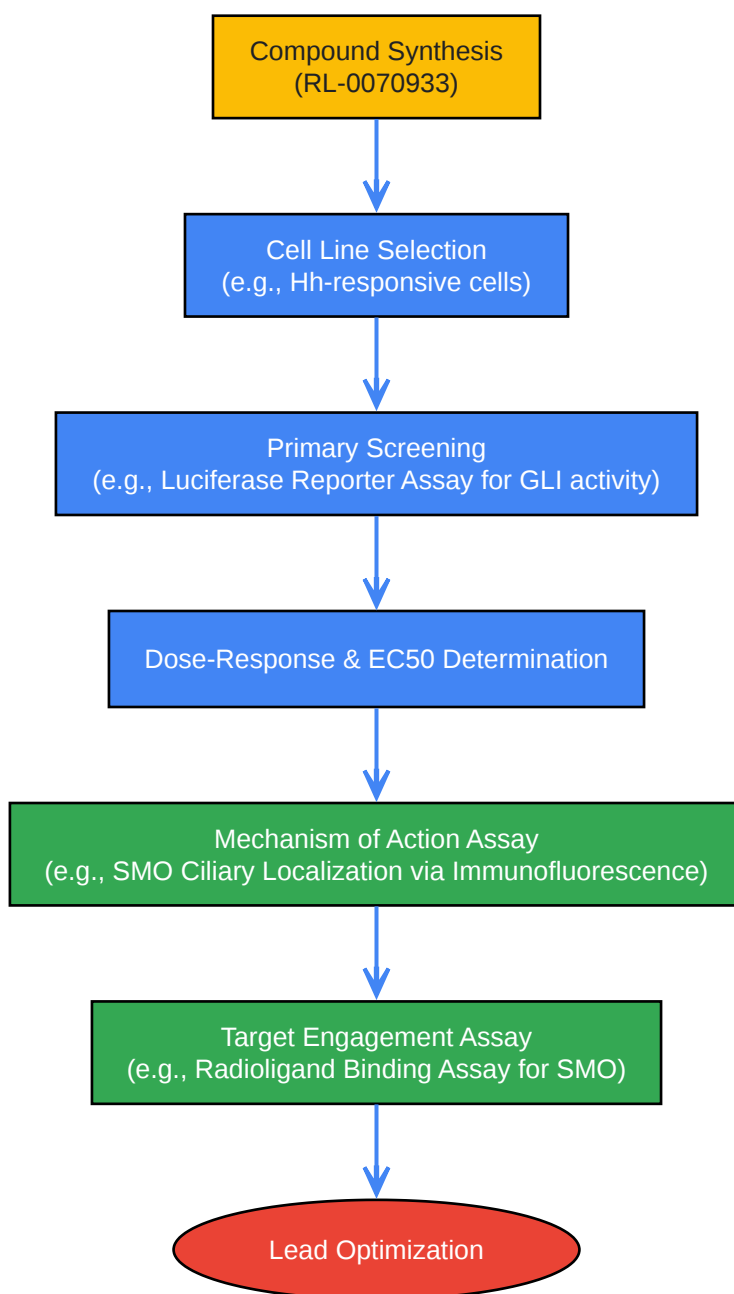 Compound Synthesis
(RL-0070933)
Cell Line Selection
(e.g., Hh-responsive cells)
Primary Screening
(e.g., Luciferase Reporter Assay for GLI activity)
Dose-Response & EC50 Determination
Mechanism of Action Assay
(e.g., SMO Ciliary Localization via Immunofluorescence)
Target Engagement Assay
(e.g., Radioligand Binding Assay for SMO)
Lead Optimization